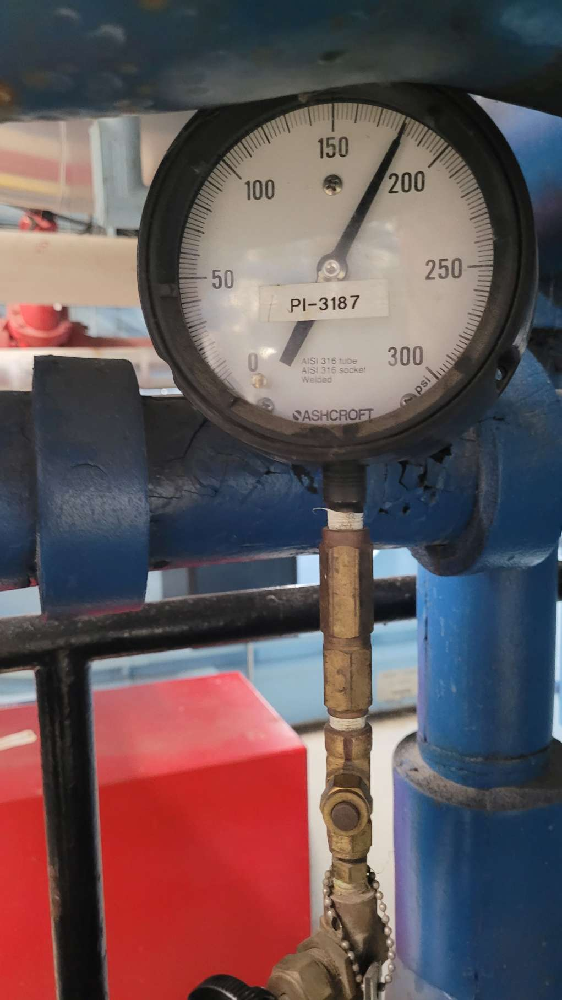 150
100
200
50
250
PI-3187
0
300
AISI 316 tube
AISI 316 socket
Welded
psi
ASHCROFT